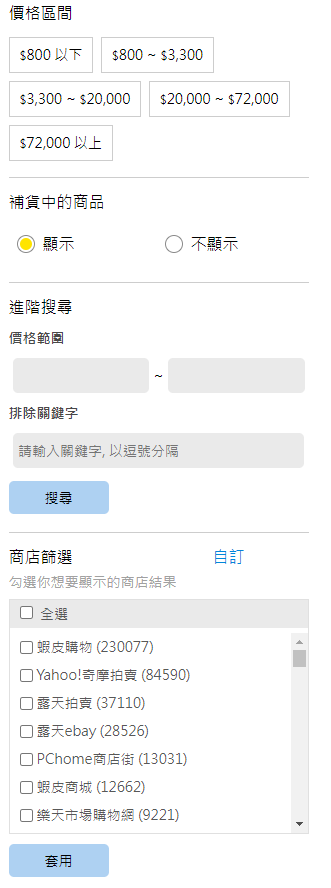 價格區間
$800 以下
$800 ~ $3,300
$3,300 ~ $20,000
$20,000 ~ $72,000
$72,000 以上
補貨中的商品
顯示
不顯示
進階搜尋
價格範圍
~
排除關鍵字
請輸入關鍵字, 以逗號分隔
搜尋
商店篩選
自訂
勾選你想要顯示的商店結果
全選
蝦皮購物 (230077)
Yahoo!奇摩拍賣 (84590)
露天拍賣 (37110)
露天ebay (28526)
PChome商店街 (13031)
蝦皮商城 (12662)
樂天市場購物網 (9221)
套用